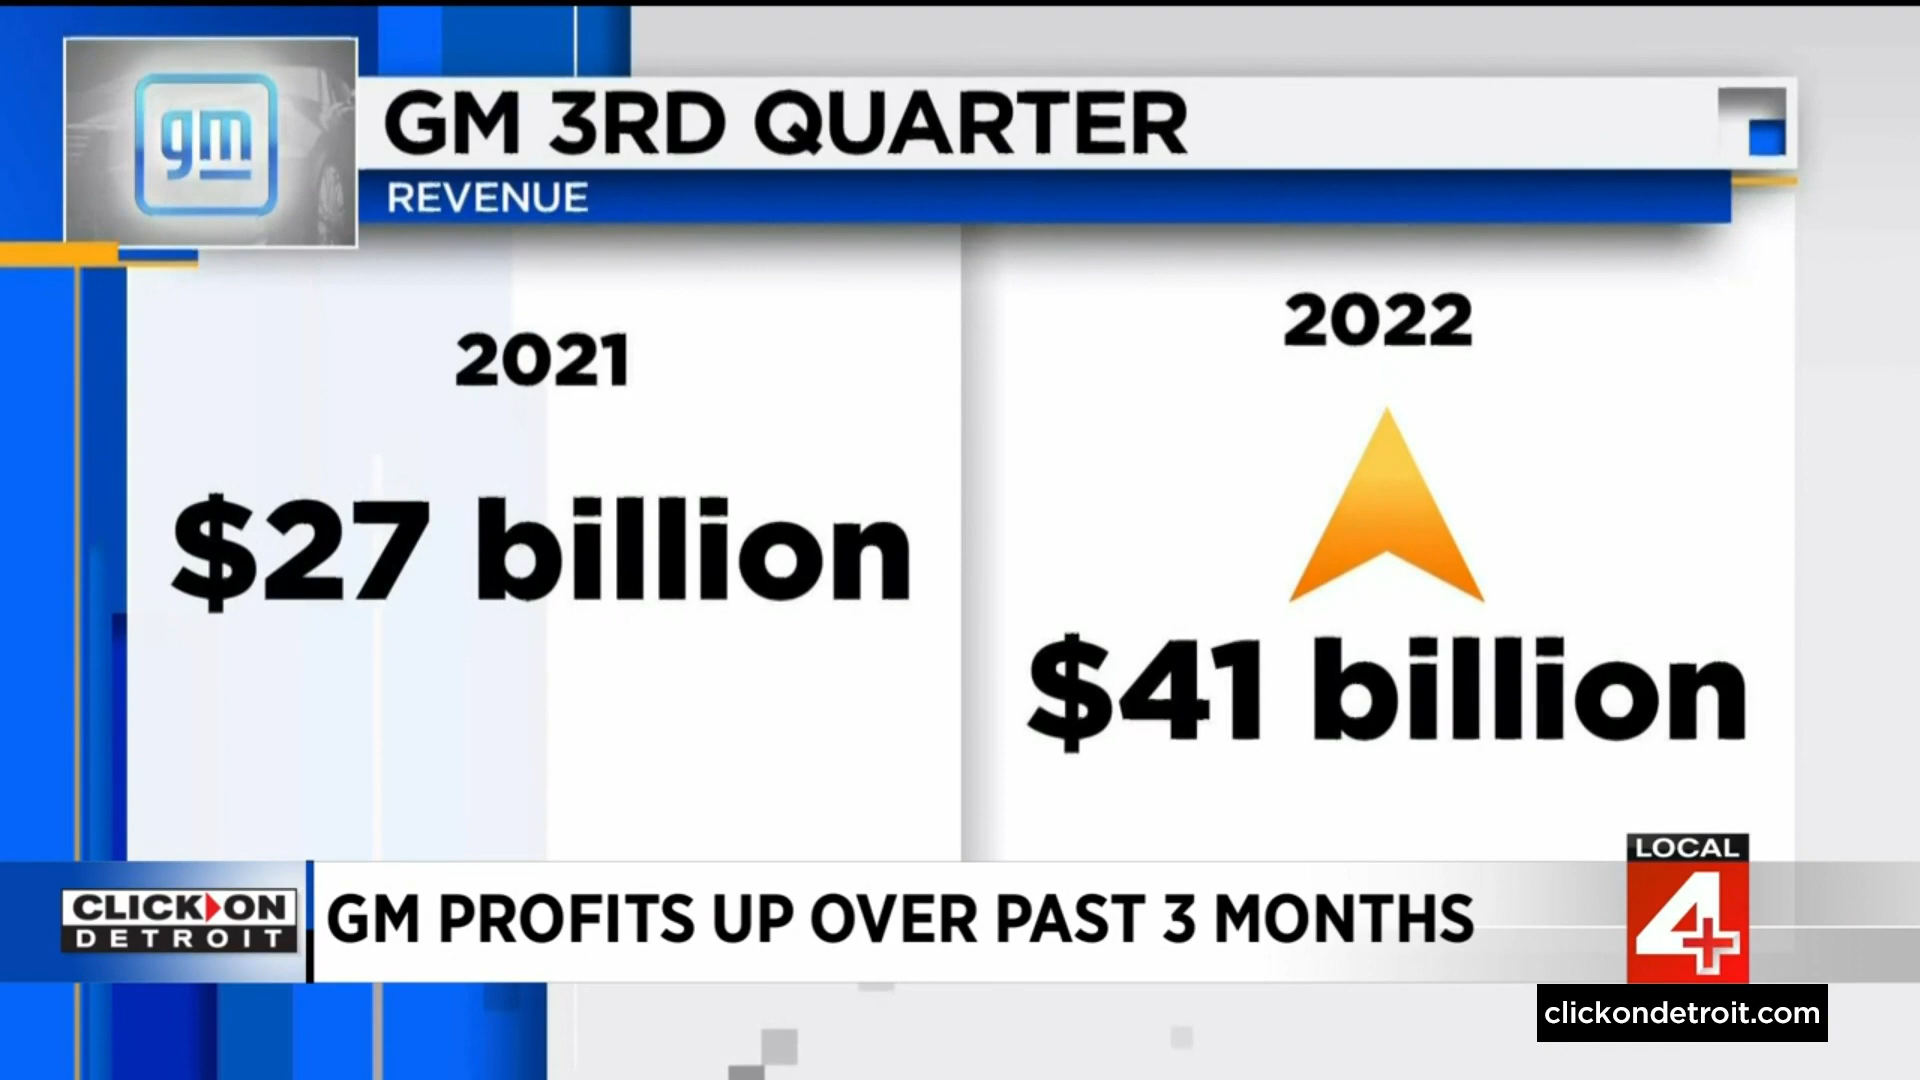 gm
GM 3RD QUARTER
REVENUE
2021
$27 billion
2022
$41 billion
CLICK ON
DETROIT
GM PROFITS UP OVER PAST 3 MONTHS
LOCAL
4+
clickondetroit.com